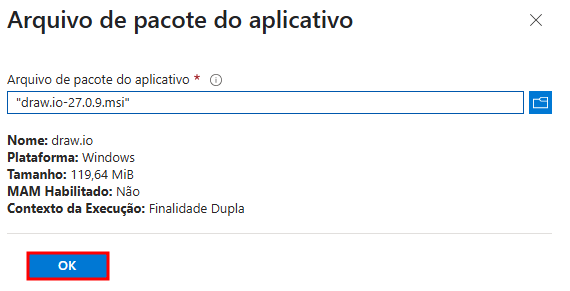 Arquivo de pacote do aplicativo
Arquivo de pacote do aplicativo *
"draw.io-27.0.9.msi"
Nome: draw.io
Plataforma: Windows
Tamanho: 119,64 MiB
MAM Habilitado: Não
Contexto da Execução: Finalidade Dupla
OK